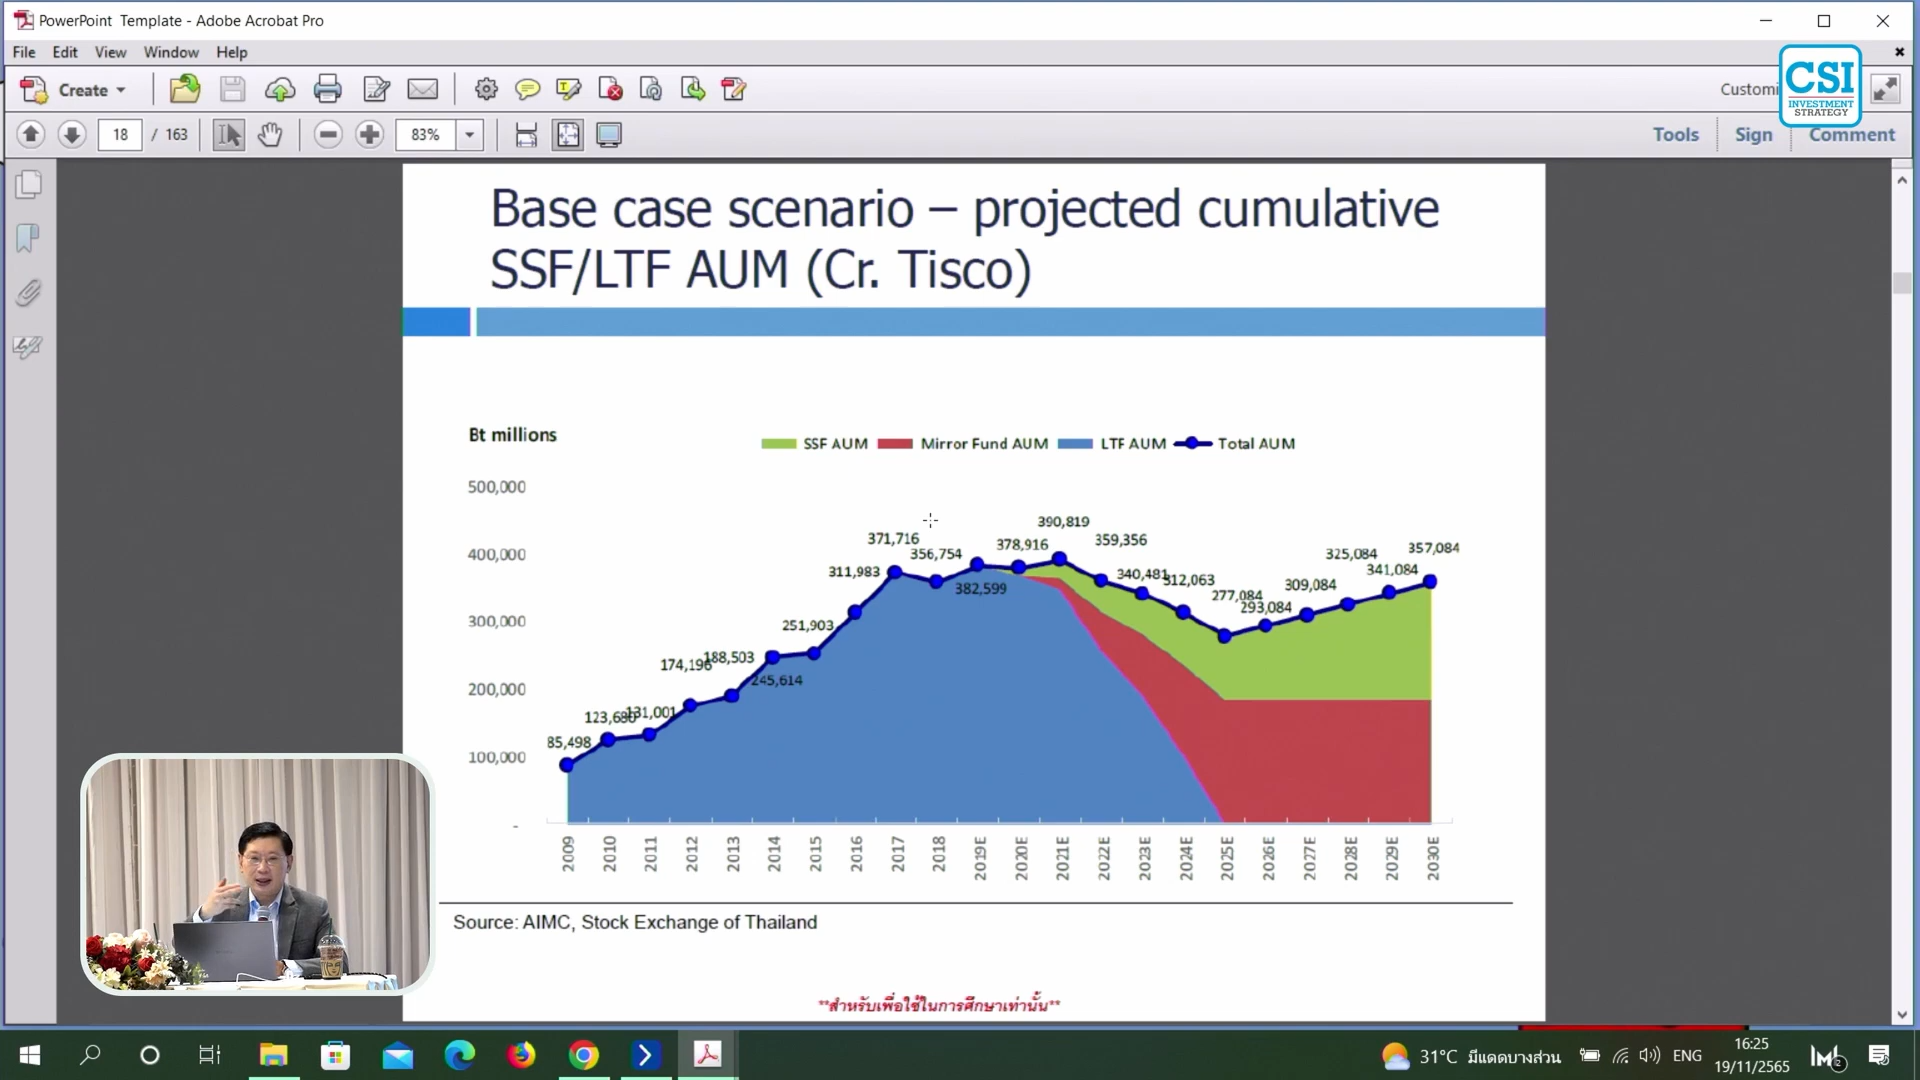 PowerPoint Template - Adobe Acrobat Pro
File Edit View Window Help
Create
Customi
CSI
INVESTMENT
STRATEGY
18 / 163
83%
Tools Sign Comment
Base case scenario – projected cumulative
SSF/LTF AUM (Cr. Tisco)
Bt millions
SSF AUM Mirror Fund AUM LTF AUM Total AUM
500,000
400,000
300,000
200,000
100,000
-
85,498
123,680
131,001
174,196
188,503
245,614
251,903
311,983
371,716
356,754
382,599
378,916
390,819
359,356
340,481
312,063
277,084
293,084
309,084
325,084
341,084
357,084
2009 2010 2011 2012 2013 2014 2015 2016 2017 2018 2019E 2020E 2021E 2022E 2023E 2024E 2025E 2026E 2027E 2028E 2029E 2030E
Source: AIMC, Stock Exchange of Thailand
**สำหรับเพื่อใช้ในการศึกษาเท่านั้น**
31°C มีแดดบางส่วน
ENG
16:25
19/11/2565
2